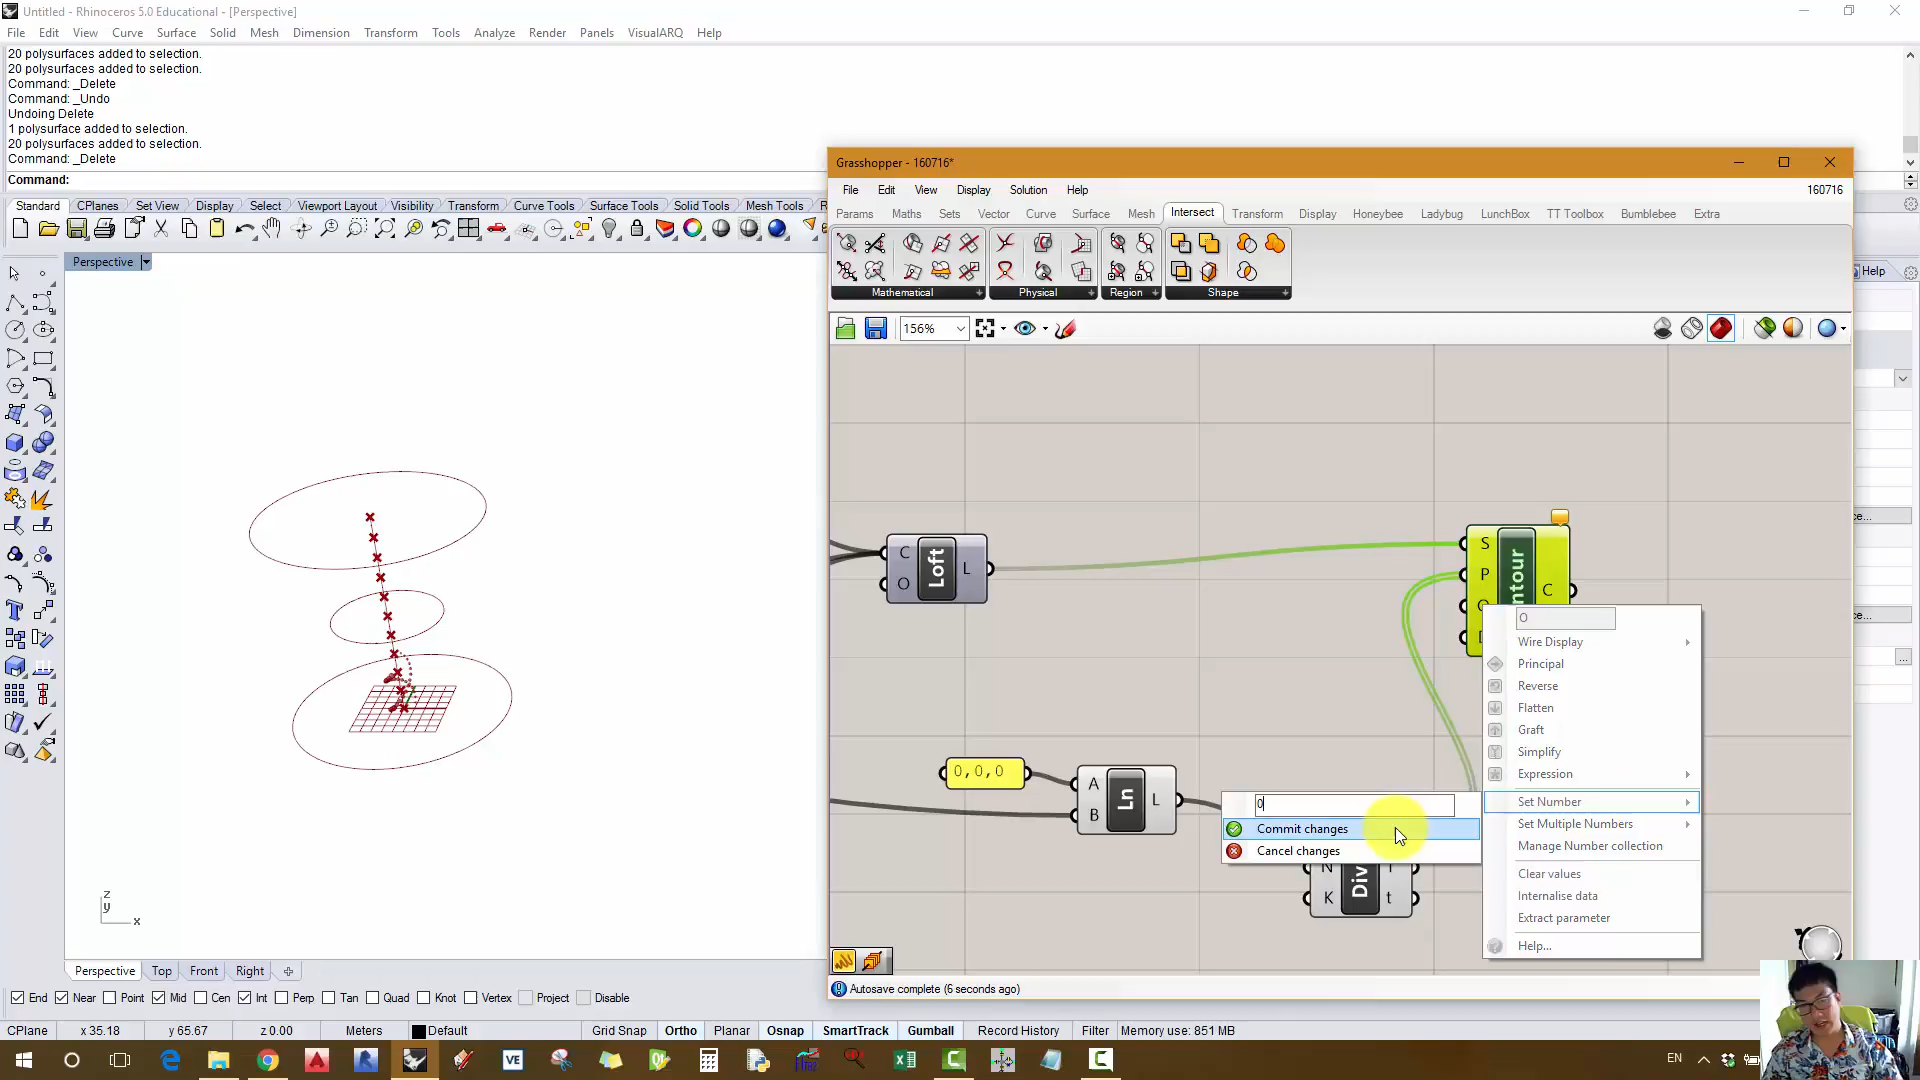 Untitled - Rhinoceros 5.0 Educational - [Perspective]
File Edit View Curve Surface Solid Mesh Dimension Transform Tools Analyze Render Panels VisualARQ Help
20 polysurfaces added to selection.
20 polysurfaces added to selection.
Command: _Delete
Command: _Undo
Undoing Delete
1 polysurface added to selection.
20 polysurfaces added to selection.
Command: _Delete
Command:
Standard CPlanes Set View Display Select Viewport Layout Visibility Transform Curve Tools Surface Tools Solid Tools Mesh Tools
Perspective
Grasshopper - 160716*
File Edit View Display Solution Help 160716
Params Maths Sets Vector Curve Surface Mesh Intersect Transform Display Honeybee Ladybug LunchBox TT Toolbox Bumblebee Extra
Mathematical Physical Region Shape
156%
Help
C O Loft L
S P ntour C
0,0,0
A B Ln L
N K Div t
0
Commit changes
Cancel changes
O
Wire Display
Principal
Reverse
Flatten
Graft
Simplify
Expression
Set Number
Set Multiple Numbers
Manage Number collection
Clear values
Internalise data
Extract parameter
Help...
z
y
x
Autosave complete (6 seconds ago)
Perspective Top Front Right
End Near Point Mid Cen Int Perp Tan Quad Knot Vertex Project Disable
CPlane x 35.18 y 65.67 z 0.00 Meters Default Grid Snap Ortho Planar Osnap SmartTrack Gumball Record History Filter Memory use: 851 MB
VE
EN